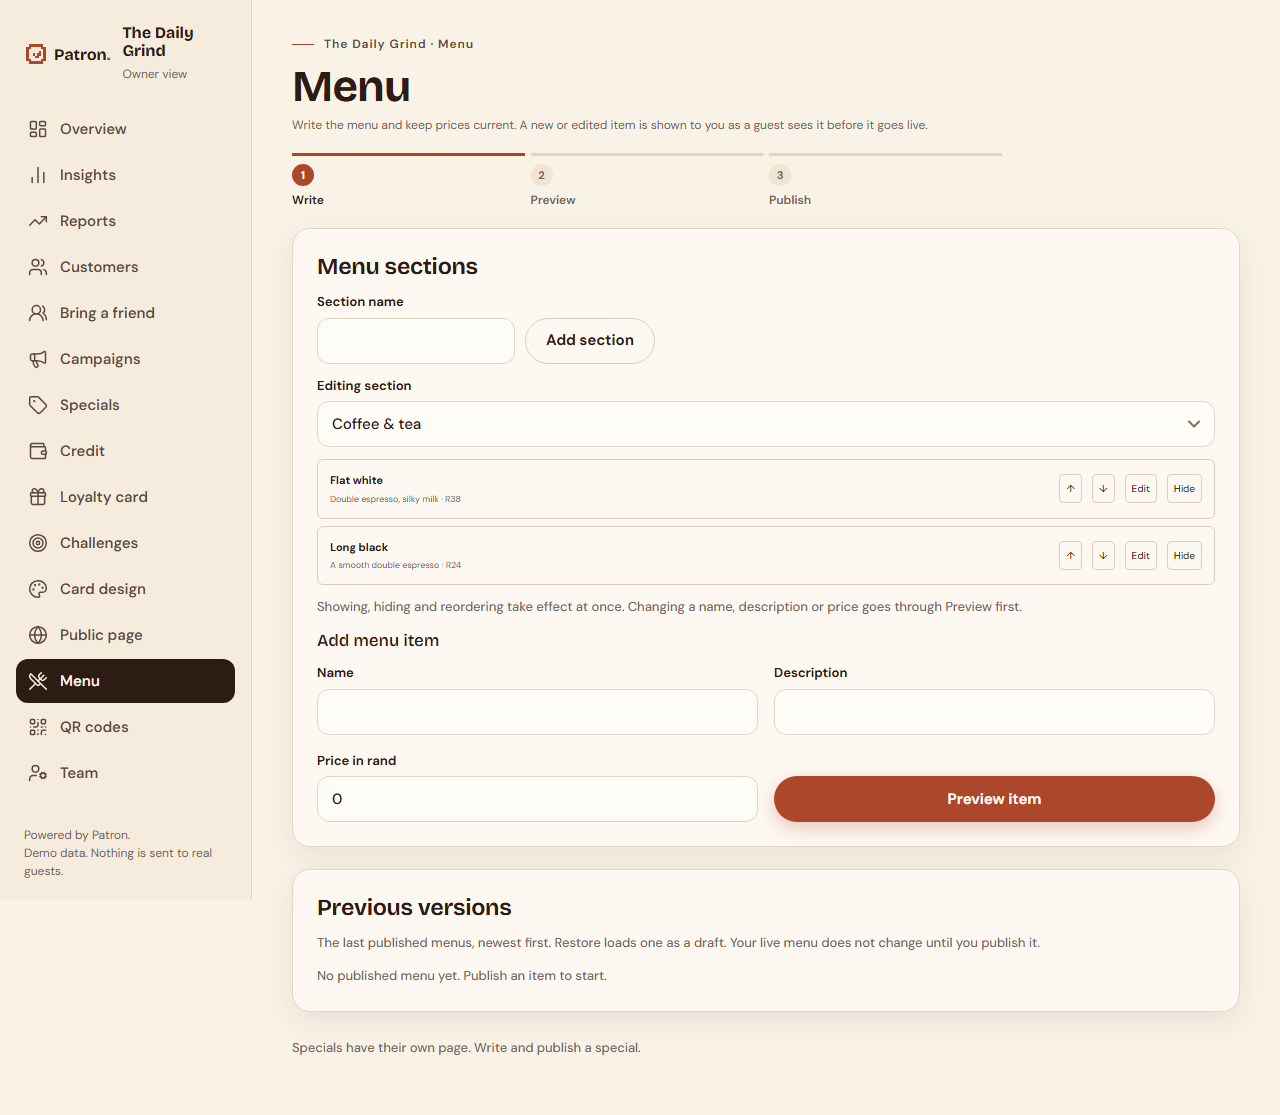 Patron.
The Daily Grind
Owner view
Overview
Insights
Reports
Customers
Bring a friend
Campaigns
Specials
Credit
Loyalty card
Challenges
Card design
Public page
Menu
QR codes
Team
Powered by Patron.
Demo data. Nothing is sent to real
guests.
The Daily Grind · Menu
Menu
Write the menu and keep prices current. A new or edited item is shown to you as a guest sees it before it goes live.
1
Write
2
Preview
3
Publish
Menu sections
Section name
Add section
Editing section
Coffee & tea
Flat white
Double espresso, silky milk · R38
↑ ↓ Edit Hide
Long black
A smooth double espresso · R24
↑ ↓ Edit Hide
Showing, hiding and reordering take effect at once. Changing a name, description or price goes through Preview first.
Add menu item
Name
Description
Price in rand
0
Preview item
Previous versions
The last published menus, newest first. Restore loads one as a draft. Your live menu does not change until you publish it.
No published menu yet. Publish an item to start.
Specials have their own page. Write and publish a special.